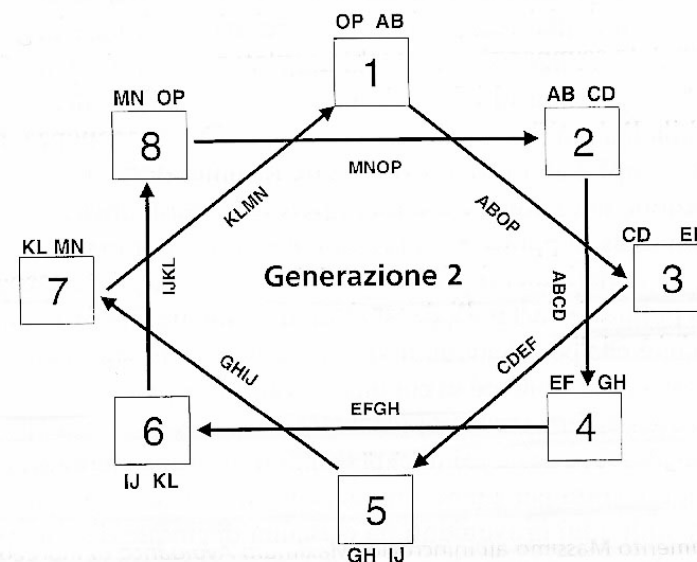 OP AB
1
MN OP
8
AB CD
2
MNOP
KLMN
ABOP
KL MN
7
IJKL
Generazione 2
ABCD
CD
3
CDEF
GHIJ
EF GH
4
EFGH
6
IJ KL
5
GH IJ